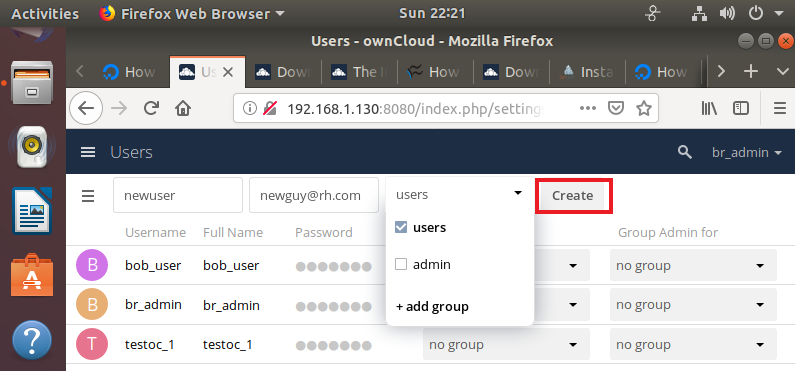 Activities Firefox Web Browser Sun 22:21
Users - ownCloud - Mozilla Firefox
How Us Down The I How Down Insta How
192.168.1.130:8080/index.php/setting
Users br_admin
newuser newguy@rh.com users Create
Username Full Name Password Group Admin for
users
B bob_user bob_user no group
admin
B br_admin br_admin no group
+ add group
T testoc_1 testoc_1 no group no group